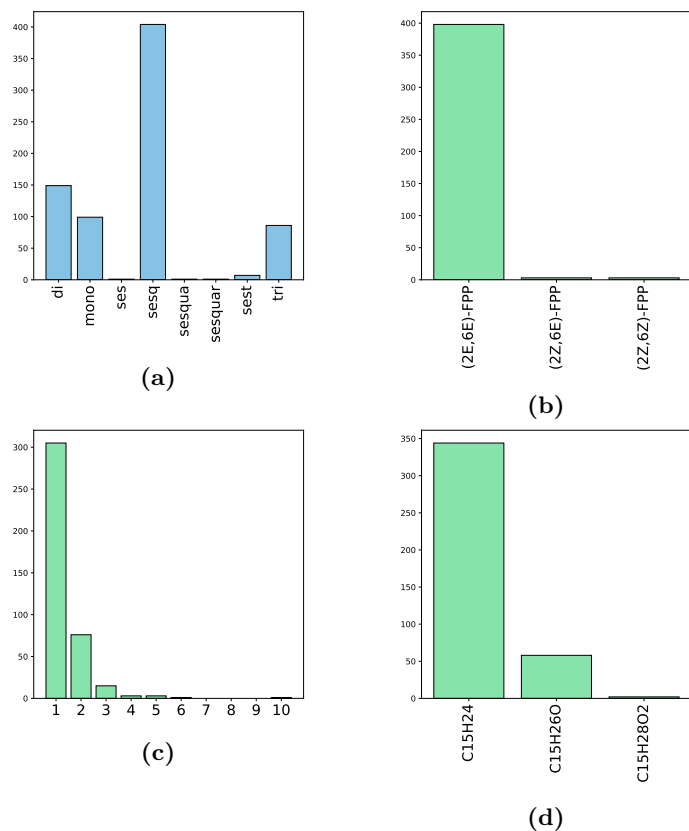 400
350
300
250
200
150
100
50
0
di
mono
ses
sesq
sesqua
sesquar
sest
tri
(a)
400
350
300
250
200
150
100
50
0
(2E,6E)-FPP
(2Z,6E)-FPP
(2Z,6Z)-FPP
(b)
300
250
200
150
100
50
0
1 2 3 4 5 6 7 8 9 10
(c)
350
300
250
200
150
100
50
0
C15H24
C15H26O
C15H28O2
(d)